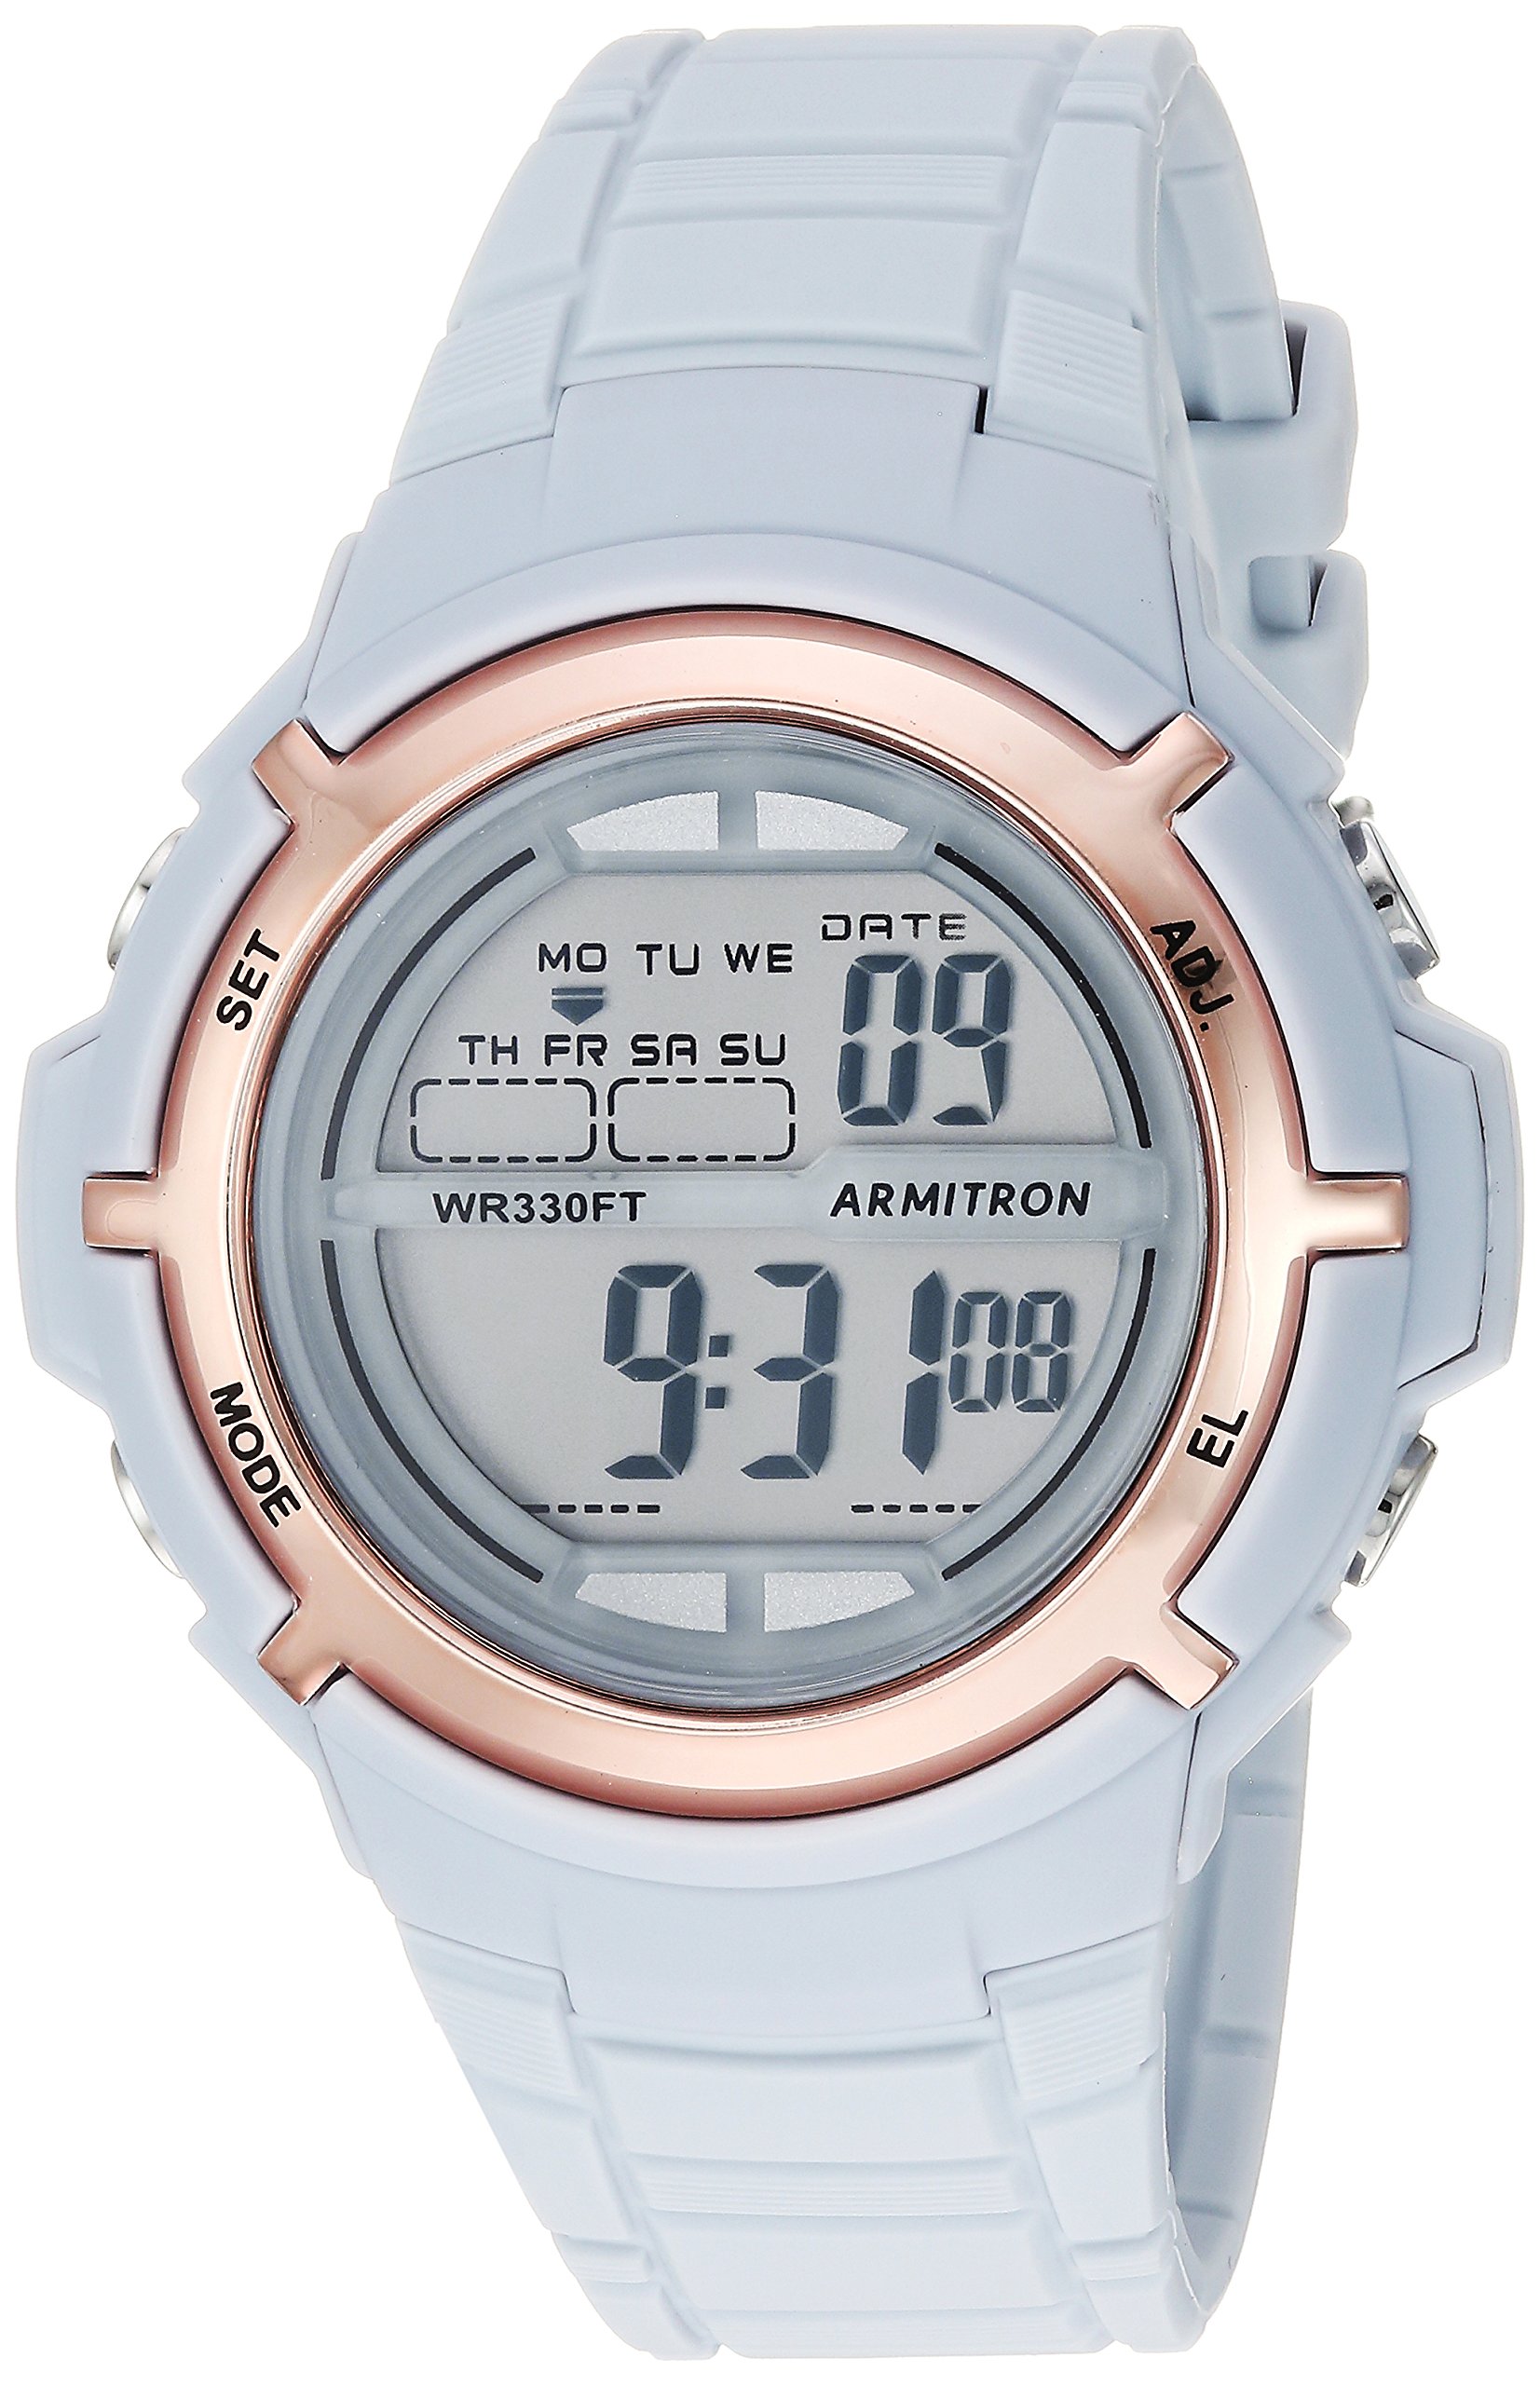 DATE
MO TU WE
09
TH FR SA SU
WR330FT
ARMITRON
9:31 08
SET
ADJ.
MODE
EL